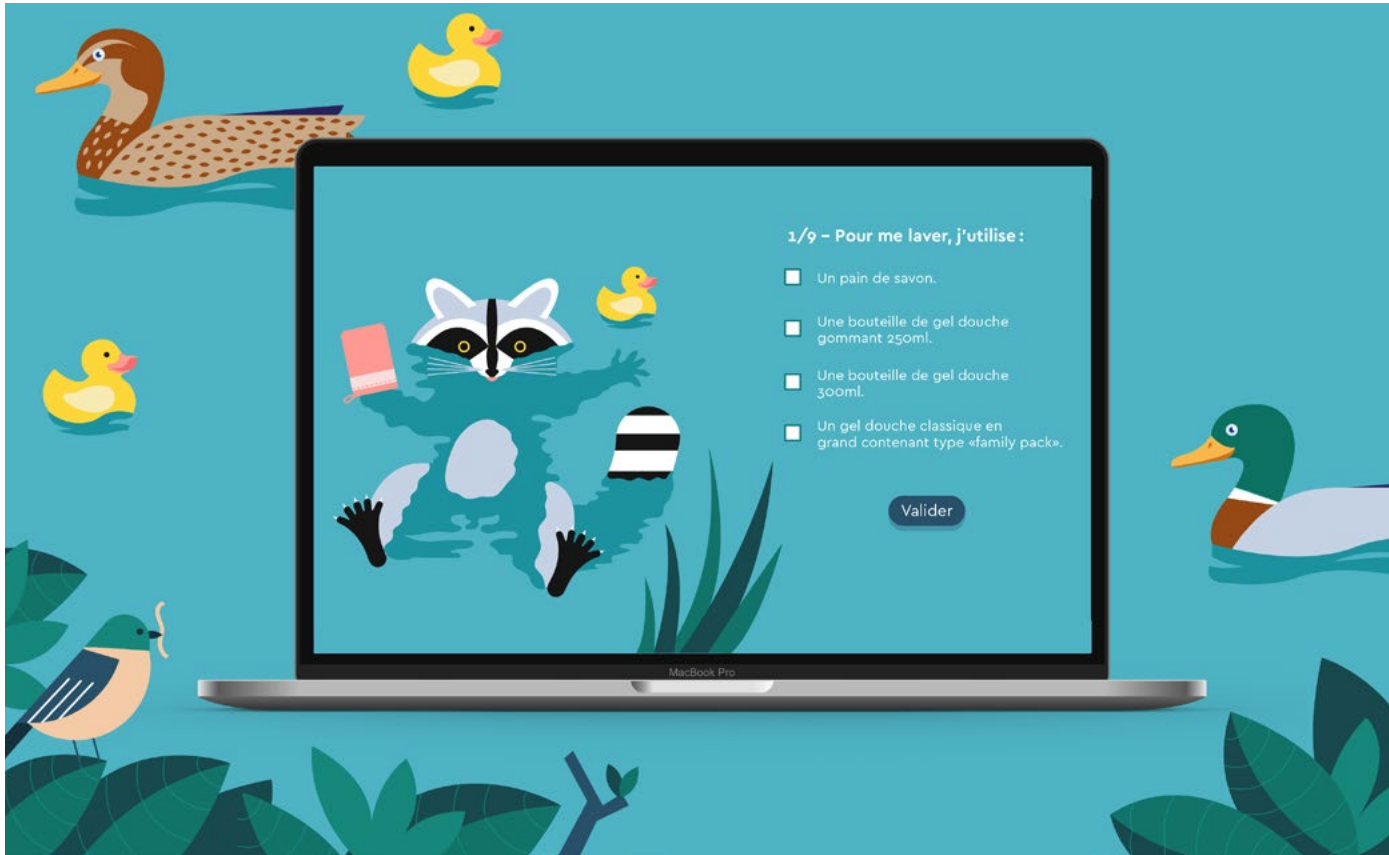 1/9 – Pour me laver, j'utilise :
Un pain de savon.
Une bouteille de gel douche
gommant 250ml.
Une bouteille de gel douche
300ml.
Un gel douche classique en
grand contenant type «family pack».
Valider
MacBook Pro